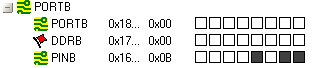 PORTB
PORTB 0x18... 0x00
DDRB 0x17... 0x00
PINB 0x16... 0x0B